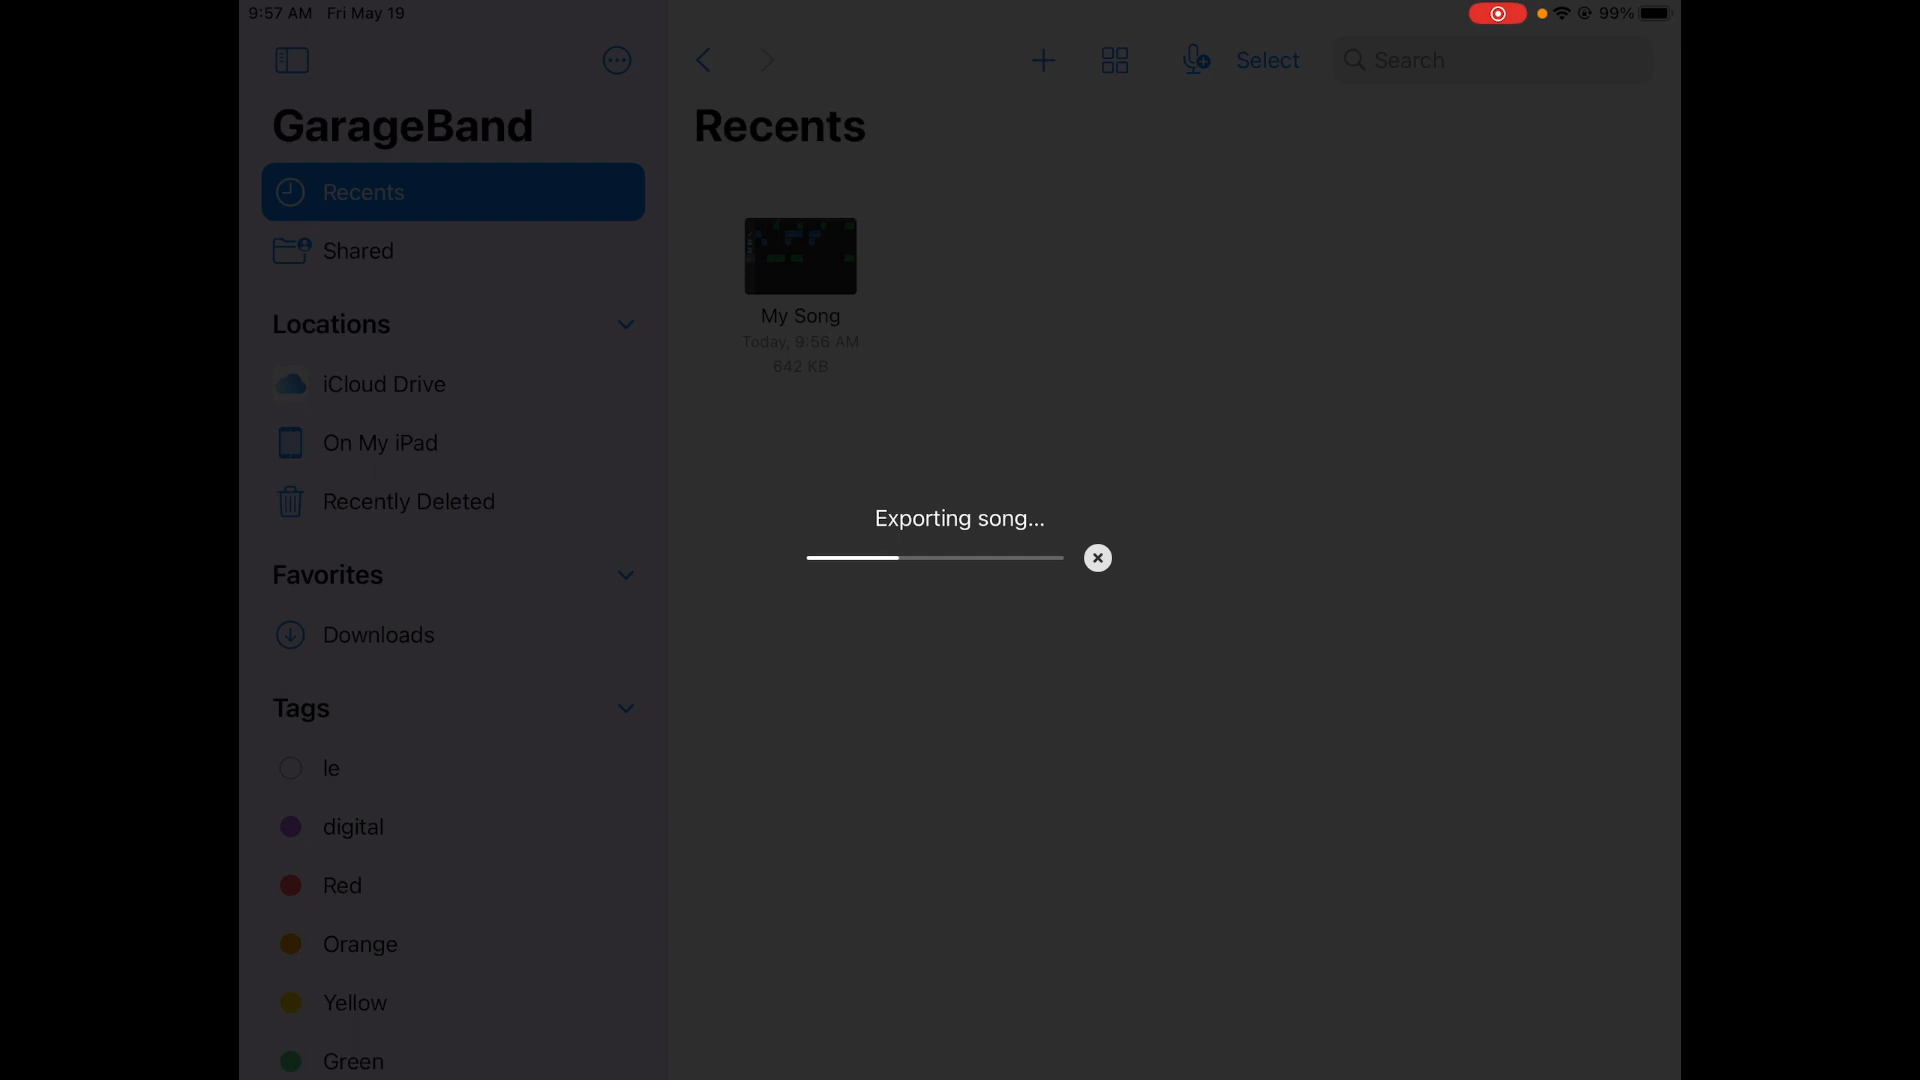 9:57 AM Fri May 19
99%
Select
Search
GarageBand
Recents
Shared
Locations
iCloud Drive
On My iPad
Recently Deleted
Favorites
Downloads
Tags
le
digital
Red
Orange
Yellow
Green
Recents
My Song
Today, 9:56 AM
642 KB
Exporting song...